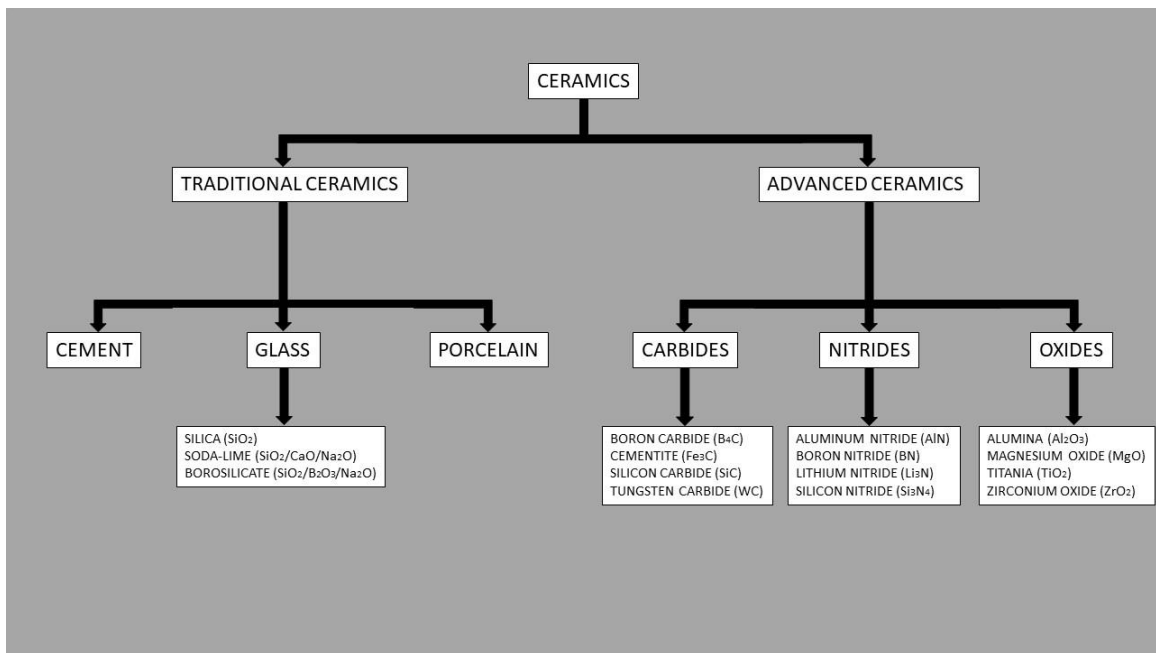 CERAMICS
TRADITIONAL CERAMICS
ADVANCED CERAMICS
CEMENT
GLASS
PORCELAIN
CARBIDES
NITRIDES
OXIDES
SILICA (SiO₂)
SODA-LIME (SiO₂/CaO/Na₂O)
BOROSILICATE (SiO₂/B₂O₃/Na₂O)
BORON CARBIDE (B₄C)
CEMENTITE (Fe₃C)
SILICON CARBIDE (SiC)
TUNGSTEN CARBIDE (WC)
ALUMINUM NITRIDE (AlN)
BORON NITRIDE (BN)
LITHIUM NITRIDE (Li₃N)
SILICON NITRIDE (Si₃N₄)
ALUMINA (Al₂O₃)
MAGNESIUM OXIDE (MgO)
TITANIA (TiO₂)
ZIRCONIUM OXIDE (ZrO₂)